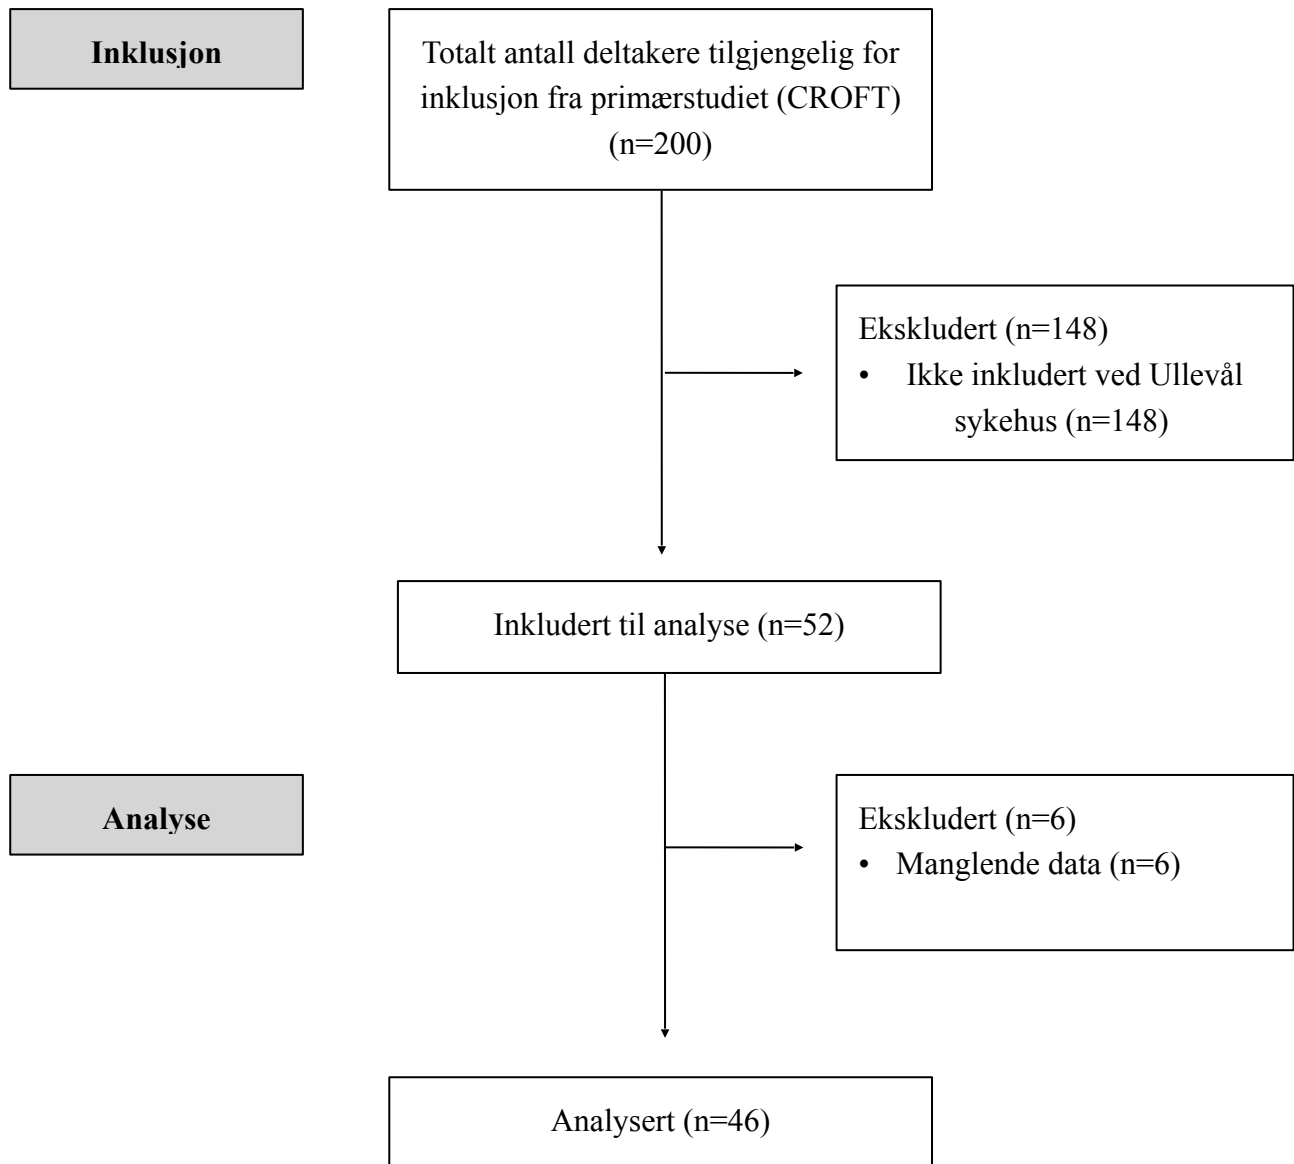 Inklusjon
Totalt antall deltakere tilgjengelig for
inklusjon fra primærstudiet (CROFT)
(n=200)
Ekskludert (n=148)
• Ikke inkludert ved Ullevål
sykehus (n=148)
Inkludert til analyse (n=52)
Analyse
Ekskludert (n=6)
• Manglende data (n=6)
Analysert (n=46)